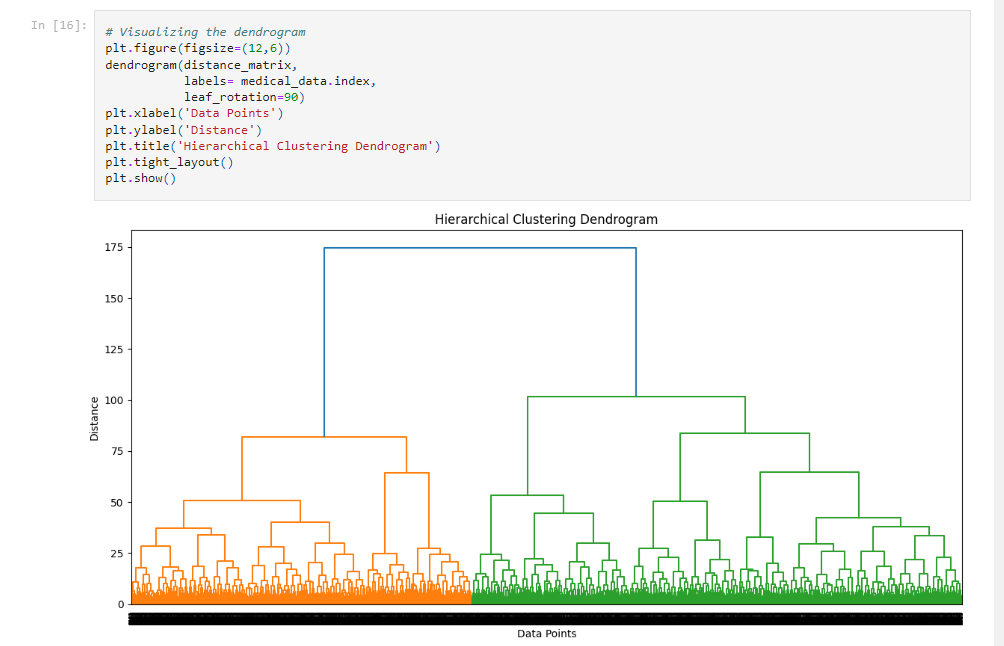 In [16]:
# Visualizing the dendrogram
plt.figure(figsize=(12,6))
dendrogram(distance_matrix,
           labels= medical_data.index,
           leaf_rotation=90)
plt.xlabel('Data Points')
plt.ylabel('Distance')
plt.title('Hierarchical Clustering Dendrogram')
plt.tight_layout()
plt.show()
Hierarchical Clustering Dendrogram
175
150
125
100
75
50
25
0
Distance
Data Points